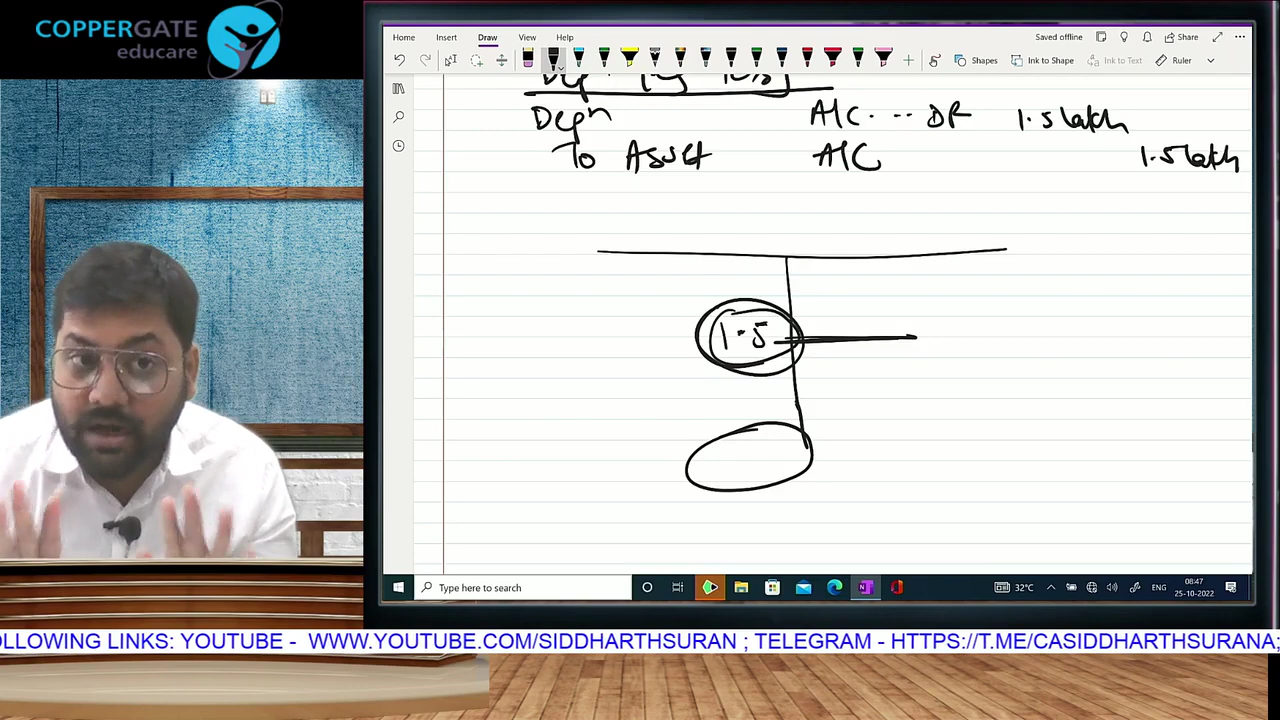 COPPERGATE
educare
Home Insert Draw View Help
Saved offline
Share
Shapes
Ink to Shape
Ink to Text
Ruler
Depn A/C ... DR 1.5 lakh
To Asset A/C 1.5 lakh
1.5
Type here to search
32°C
ENG
08:47
25-10-2022
OLLOWING LINKS: YOUTUBE - WWW.YOUTUBE.COM/SIDDHARTHSURAN ; TELEGRAM - HTTPS://T.ME/CASIDDHARTHSURANA;